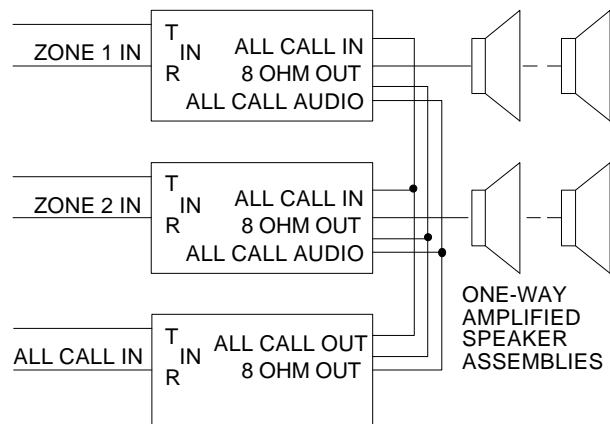 ZONE 1 IN
T
IN
R
ALL CALL IN
8 OHM OUT
ALL CALL AUDIO
ZONE 2 IN
T
IN
R
ALL CALL IN
8 OHM OUT
ALL CALL AUDIO
ALL CALL IN
T
IN
R
ALL CALL OUT
8 OHM OUT
ONE-WAY
AMPLIFIED
SPEAKER
ASSEMBLIES